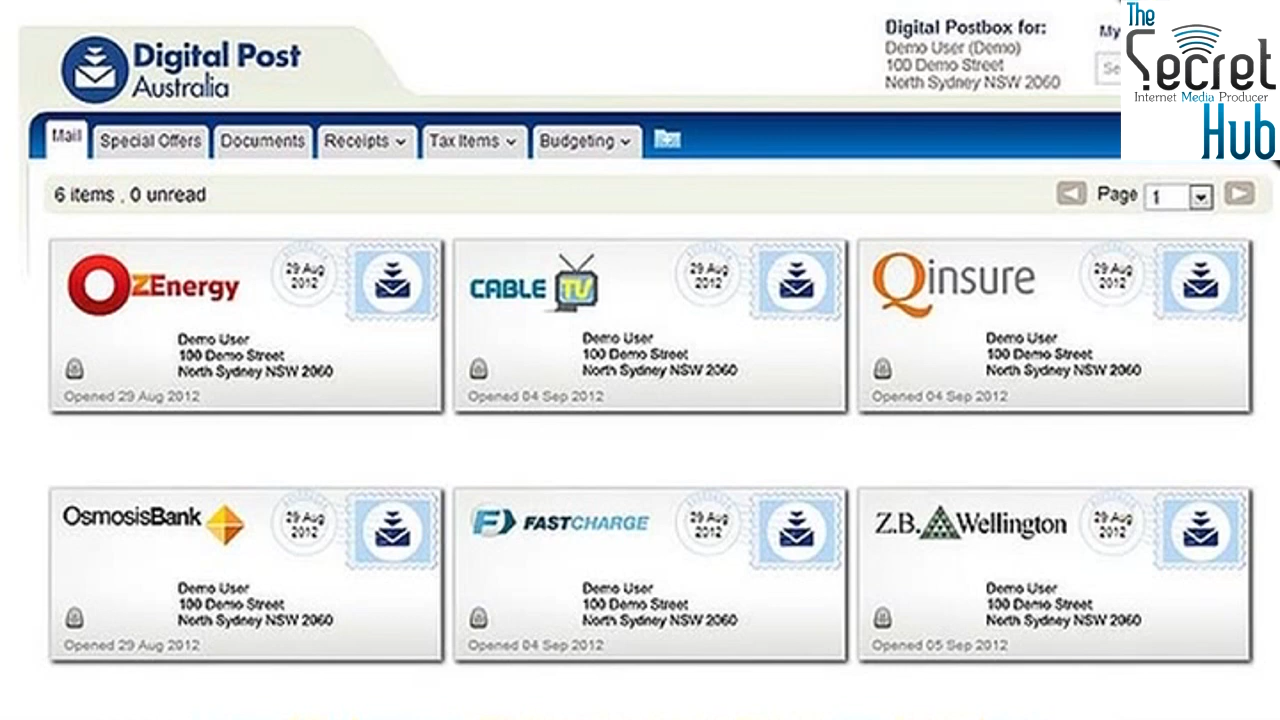 Digital Post
Australia
Digital Postbox for:
Demo User (Demo)
100 Demo Street
North Sydney NSW 2060
My
Se
The
Secret
Internet Media Producer
Hub
Mail
Special Offers
Documents
Receipts
Tax Items
Budgeting
6 items . 0 unread
Page 1
OZEnergy
29 Aug
2012
Demo User
100 Demo Street
North Sydney NSW 2060
Opened 29 Aug 2012
CABLE TV
29 Aug
2012
Demo User
100 Demo Street
North Sydney NSW 2060
Opened 04 Sep 2012
Qinsure
29 Aug
2012
Demo User
100 Demo Street
North Sydney NSW 2060
Opened 04 Sep 2012
OsmosisBank
29 Aug
2012
Demo User
100 Demo Street
North Sydney NSW 2060
Opened 29 Aug 2012
FASTCHARGE
29 Aug
2012
Demo User
100 Demo Street
North Sydney NSW 2060
Opened 04 Sep 2012
Z.B. Wellington
29 Aug
2012
Demo User
100 Demo Street
North Sydney NSW 2060
Opened 05 Sep 2012